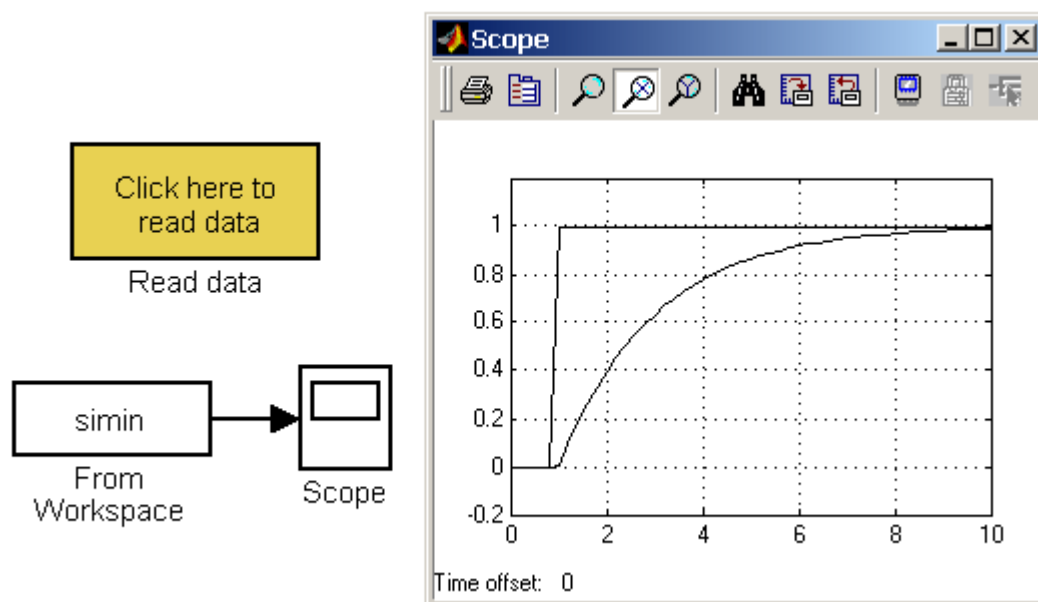 Click here to
read data
Read data
simin
From
Workspace
Scope
Scope
1
0.8
0.6
0.4
0.2
0
-0.2
0
2
4
6
8
10
Time offset: 0